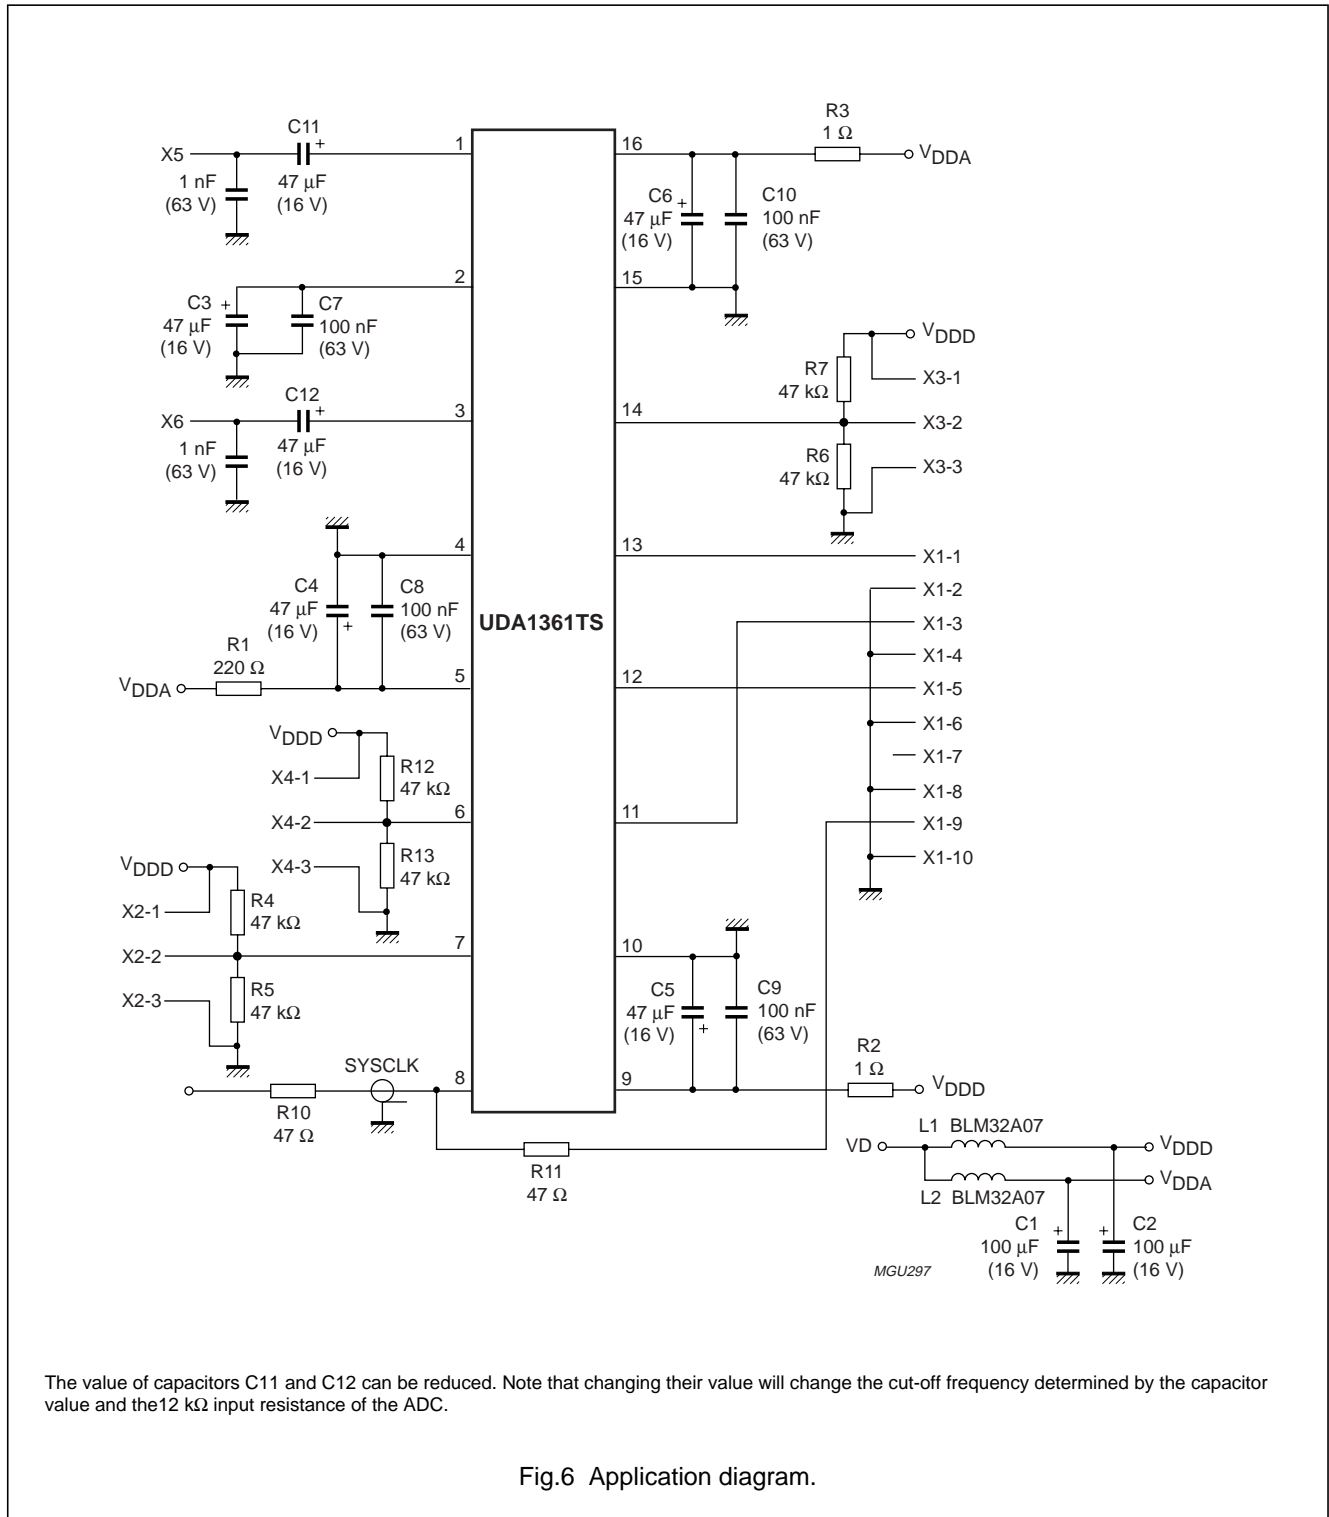 C11
+
X5
1
1 nF
(63 V)
47 μF
(16 V)
16
R3
1 Ω
VDDA
C6
+
47 μF
(16 V)
C10
100 nF
(63 V)
2
15
C3
+
47 μF
(16 V)
C7
100 nF
(63 V)
VDDD
R7
47 kΩ
X3-1
C12
+
X6
3
1 nF
(63 V)
47 μF
(16 V)
14
X3-2
R6
47 kΩ
X3-3
4
13
X1-1
C4
47 μF
(16 V)
+
C8
100 nF
(63 V)
UDA1361TS
X1-2
X1-3
X1-4
R1
220 Ω
VDDA
5
12
X1-5
X1-6
VDDD
X4-1
R12
47 kΩ
X1-7
X1-8
X4-2
6
11
X1-9
VDDD
X4-3
R13
47 kΩ
X1-10
X2-1
R4
47 kΩ
X2-2
7
10
X2-3
R5
47 kΩ
C5
47 μF
(16 V)
+
C9
100 nF
(63 V)
SYSCLK
8
R10
47 Ω
9
R2
1 Ω
VDDD
R11
47 Ω
L1 BLM32A07
VD
VDDD
L2 BLM32A07
VDDA
C1
+
100 μF
(16 V)
C2
+
100 μF
(16 V)
MGU297
The value of capacitors C11 and C12 can be reduced. Note that changing their value will change the cut-off frequency determined by the capacitor
value and the12 kΩ input resistance of the ADC.
Fig.6 Application diagram.